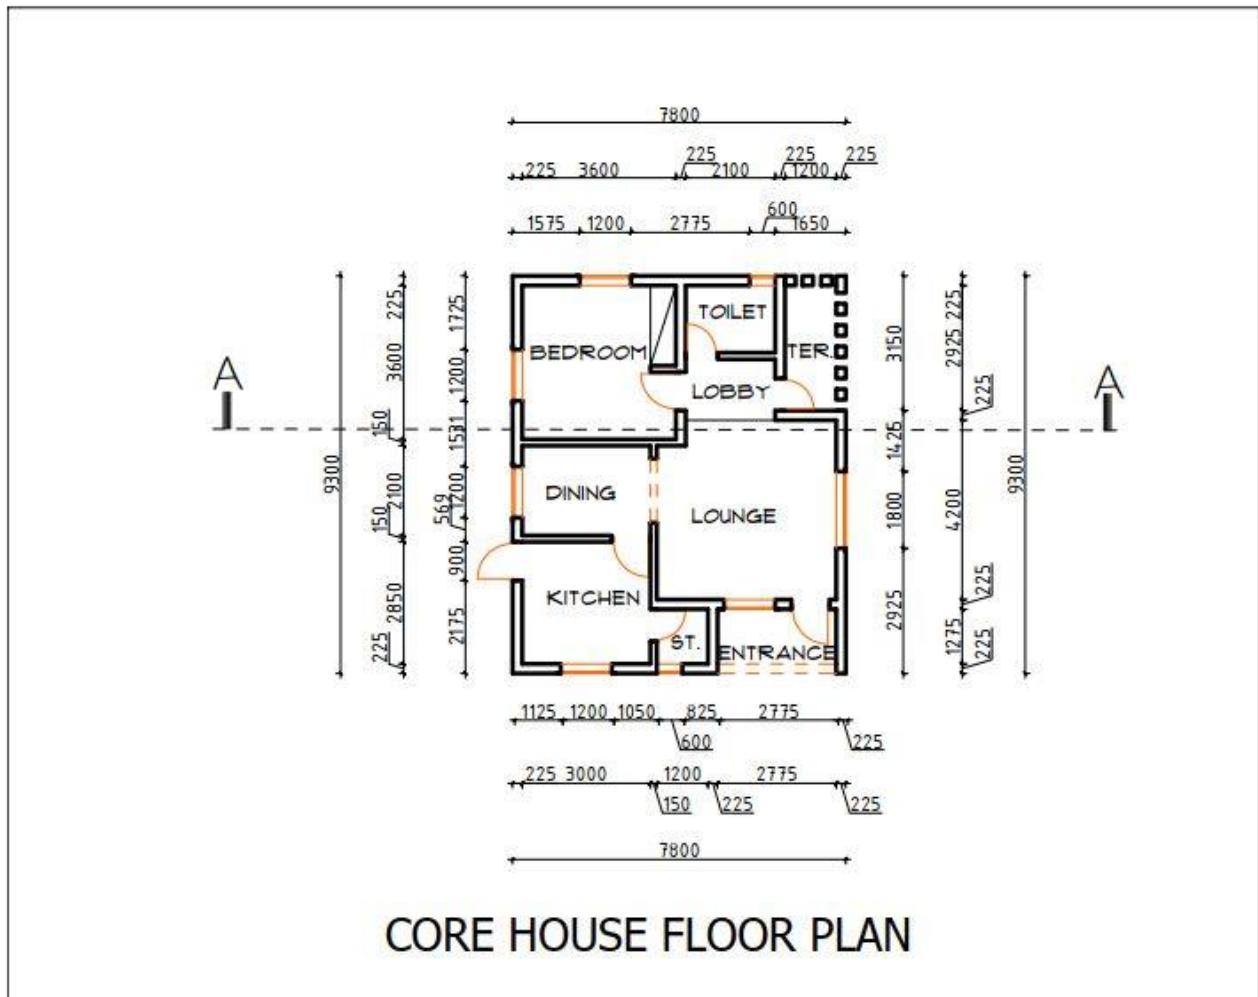 7800
225 225 225
225 3600 2100 1200
600
1575 1200 2775 1650
TOILET
BEDROOM TER.
LOBBY
A A
DINING
LOUNGE
KITCHEN
ST.
ENTRANCE
9300
225 3600 150 2100 150 2850 225
1725 1200 1531 1200 569 900 2175
3150 1425 1800 2925
225 2925 225 4200 225 1275 225
9300
1125 1200 1050 825 2775
600 225
225 3000 1200 2775
150 225 225
7800
CORE HOUSE FLOOR PLAN